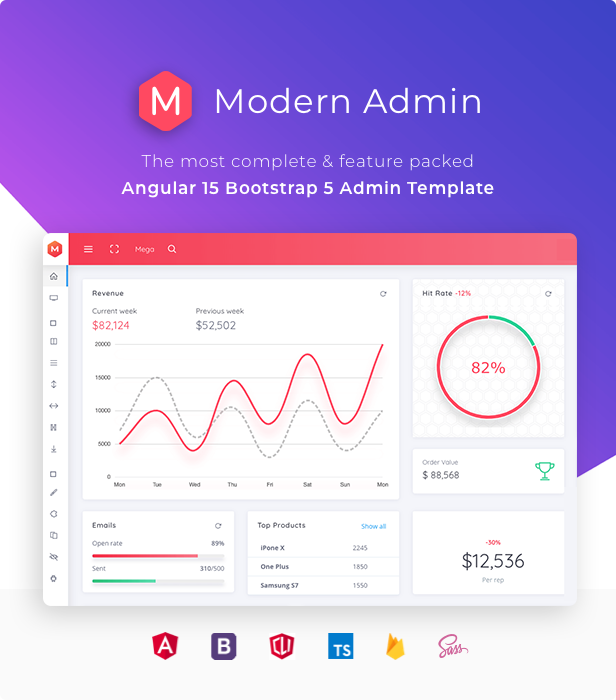 M
Modern Admin
The most complete & feature packed
Angular 15 Bootstrap 5 Admin Template
M
Mega
Revenue
Current week
Previous week
$82,124
$52,502
20000
15000
10000
5000
0
Mon Tue Wed Thu Fri Sat Sun Mon
Hit Rate -12%
82%
Order Value
$ 88,568
Emails
Open rate 89%
Sent 310/500
Top Products Show all
iPone X 2245
One Plus 1850
Samsung S7 1550
-30%
$12,536
Per rep
A
B
CLI
TS
Sass